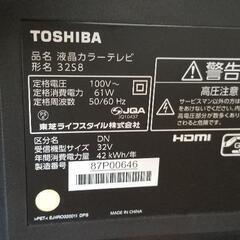 TOSHIBA
品名 液晶カラーテレビ
形名 32S8
定格電圧 100V~
定格消費電力 61W
定格周波数 50/60 Hz
JQA
JQ10437
東芝ライフスタイル株式会社
区分名 DN
受信機型サイズ 32V
年間消費電力量 42 kWh/年
製造番号
87P00646
MADE IN CHINA
警告
高
内
HDMI